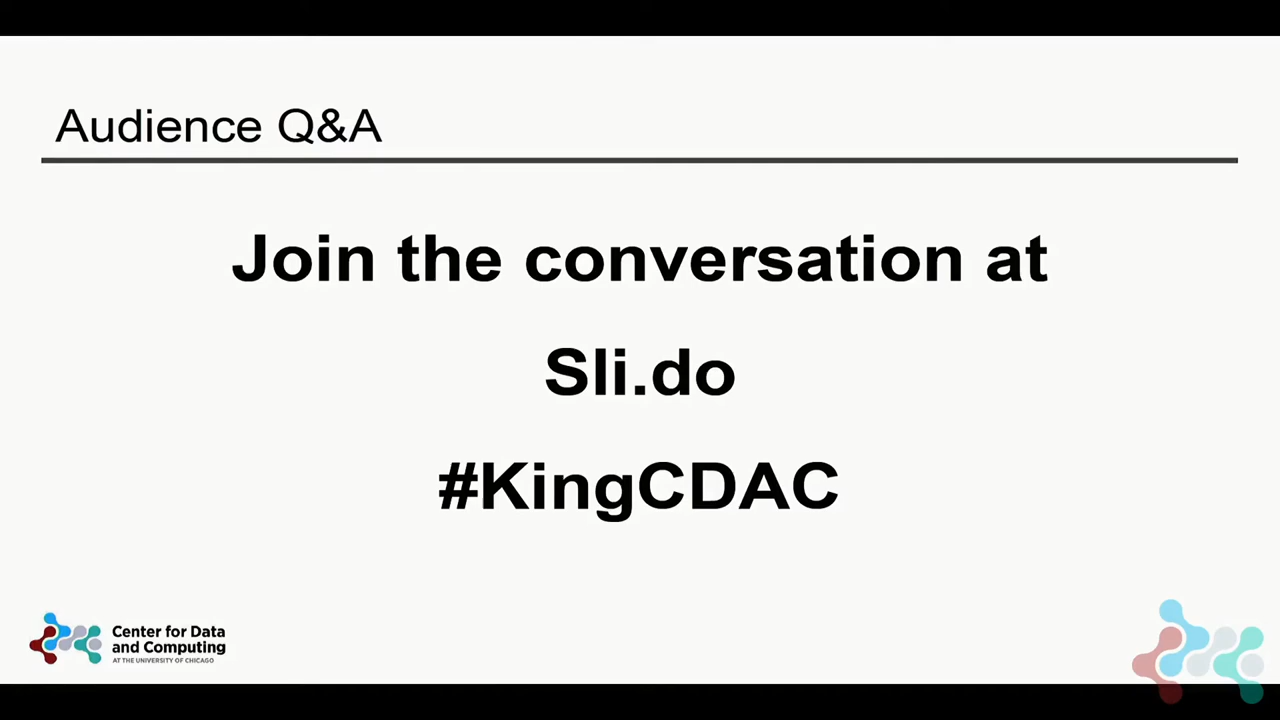 Audience Q&A
Join the conversation at
Sli.do
#KingCDAC
Center for Data
and Computing
AT THE UNIVERSITY OF CHICAGO